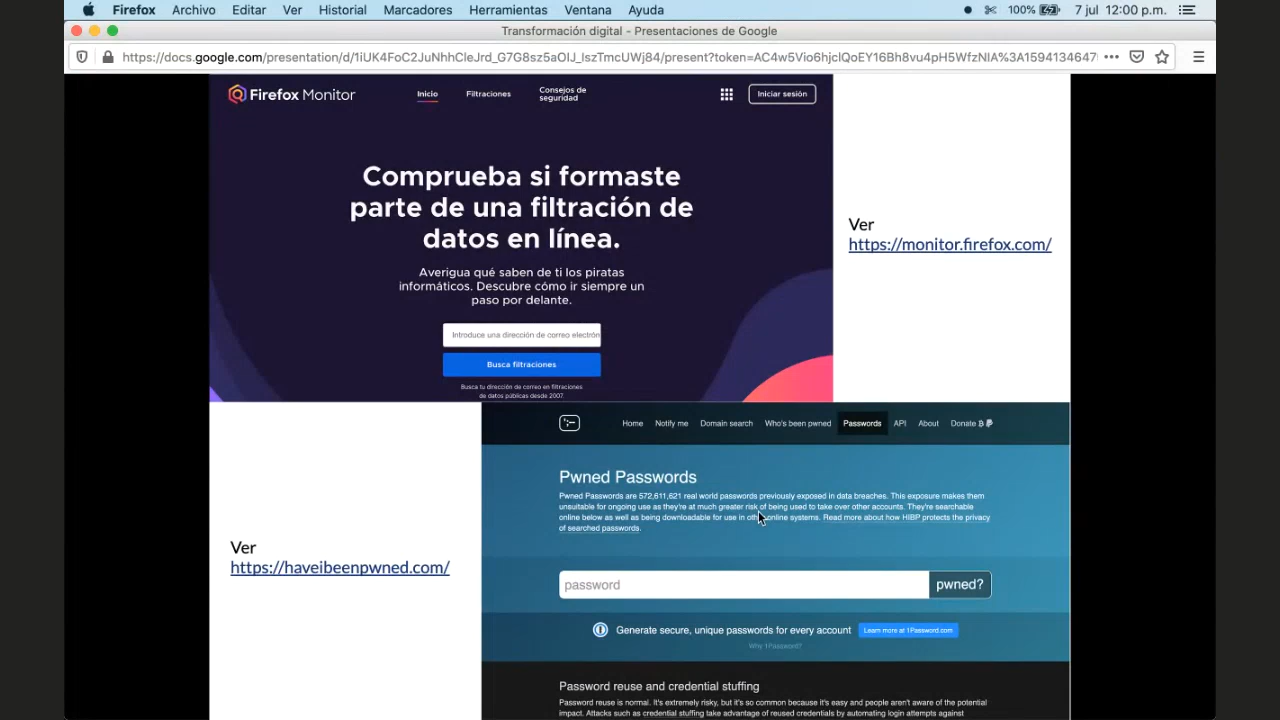 Firefox Archivo Editar Ver Historial Marcadores Herramientas Ventana Ayuda 100% 7 jul 12:00 p.m.
Transformación digital - Presentaciones de Google
https://docs.google.com/presentation/d/1iUK4FoC2JuNhhCleJrd_G7G8sz5aOIJ_lszTmcUWj84/present?token=AC4w5Vio6hjclQoEY16Bh8vu4pH5WfzNIA%3A1594134647
Firefox Monitor Inicio Filtraciones Consejos de seguridad Iniciar sesión
Comprueba si formaste
parte de una filtración de
datos en línea.
Averigua qué saben de ti los piratas
informáticos. Descubre cómo ir siempre un
paso por delante.
Introduce una dirección de correo electrón
Busca filtraciones
Busca tu dirección de correo en filtraciones
de datos públicas desde 2007.
Ver
https://monitor.firefox.com/
Ver
https://haveibeenpwned.com/
Home Notify me Domain search Who's been pwned Passwords API About Donate
Pwned Passwords
Pwned Passwords are 572,611,621 real world passwords previously exposed in data breaches. This exposure makes them
unsuitable for ongoing use as they're at much greater risk of being used to take over other accounts. They're searchable
online below as well as being downloadable for use in other online systems. Read more about how HIBP protects the privacy
of searched passwords.
password pwned?
Generate secure, unique passwords for every account Learn more at 1Password.com
Why 1Password?
Password reuse and credential stuffing
Password reuse is normal. It's extremely risky, but it's so common because it's easy and people aren't aware of the potential
impact. Attacks such as credential stuffing take advantage of reused credentials by automating login attempts against